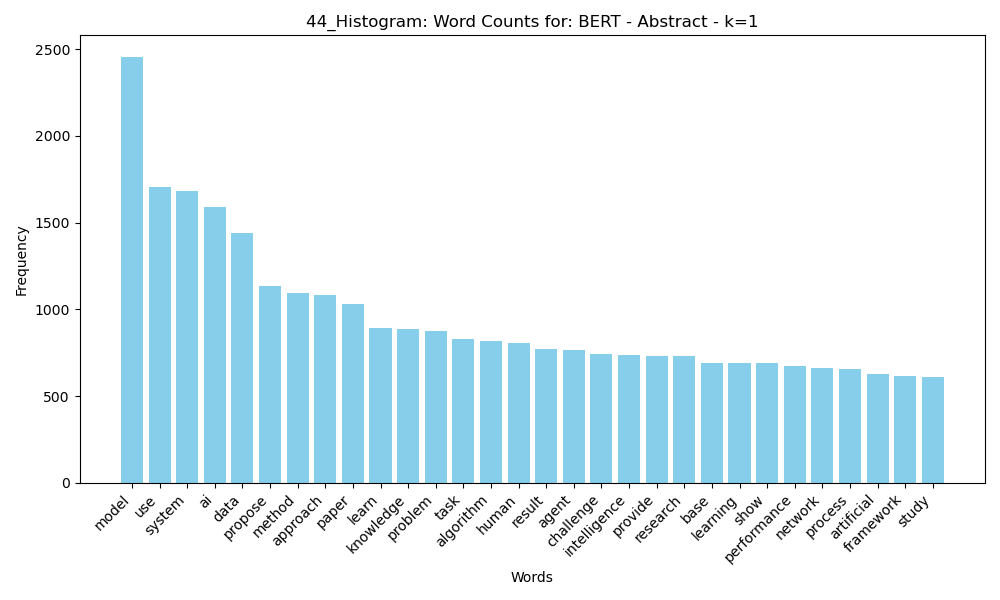 44_Histogram: Word Counts for: BERT - Abstract - k=1
Frequency
2500
2000
1500
1000
500
0
model
use
system
ai
data
propose
method
approach
paper
learn
knowledge
problem
task
algorithm
human
result
agent
challenge
intelligence
provide
research
base
learning
show
performance
network
process
artificial
framework
study
Words